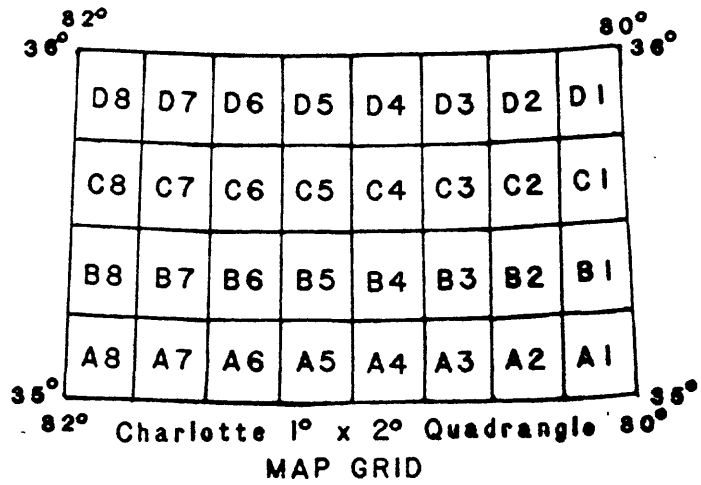 82° 80°
36° 36°
D8 D7 D6 D5 D4 D3 D2 D1
C8 C7 C6 C5 C4 C3 C2 C1
B8 B7 B6 B5 B4 B3 B2 B1
A8 A7 A6 A5 A4 A3 A2 A1
35° 35°
82° Charlotte 1° x 2° Quadrangle 80°
MAP GRID